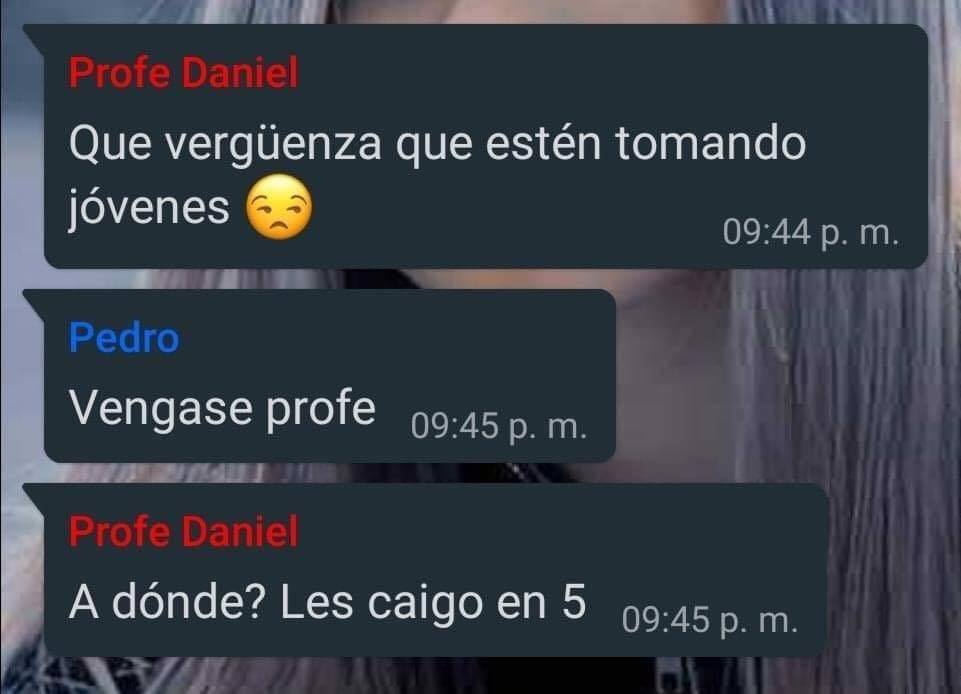 Profe Daniel
Que vergüenza que estén tomando
jóvenes 😒
09:44 p. m.
Pedro
Vengase profe 09:45 p. m.
Profe Daniel
A dónde? Les caigo en 5 09:45 p. m.